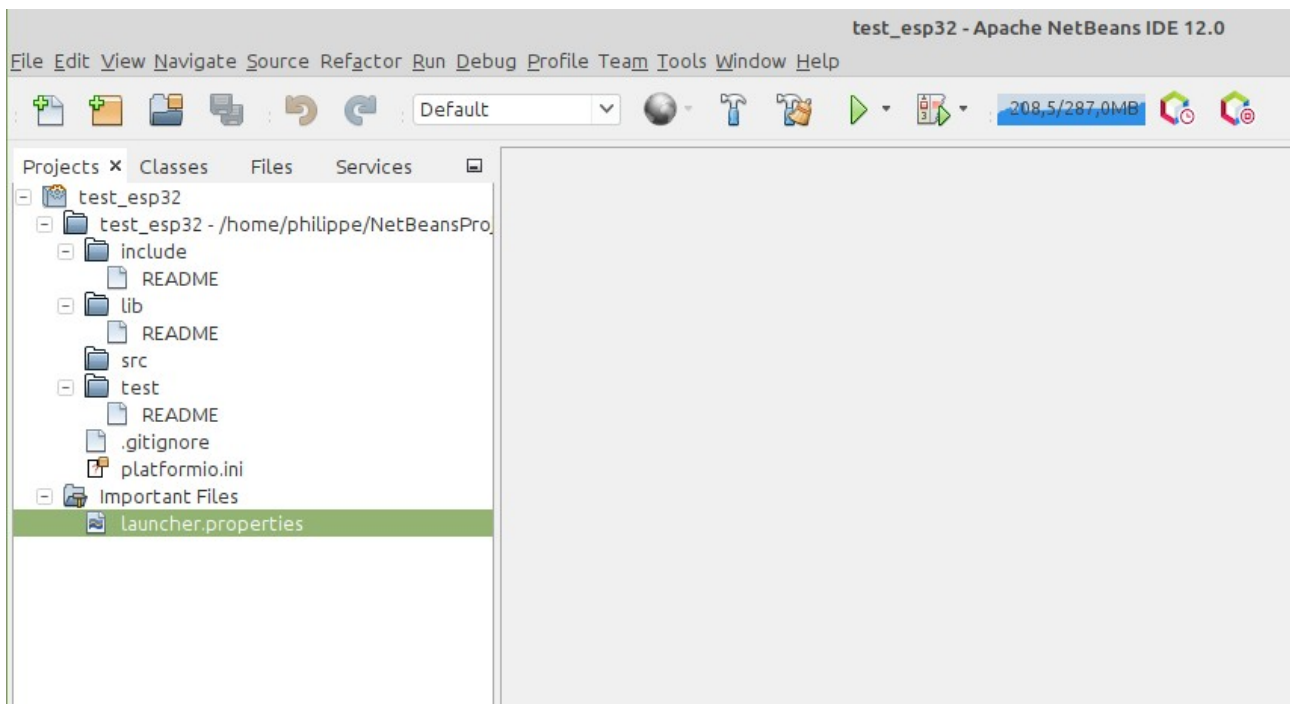 test_esp32 - Apache NetBeans IDE 12.0
File Edit View Navigate Source Refactor Run Debug Profile Team Tools Window Help
Default 208,5/287,0MB
Projects Classes Files Services
test_esp32
test_esp32 - /home/philippe/NetBeansProj
include
README
lib
README
src
test
README
.gitignore
platformio.ini
Important Files
launcher.properties